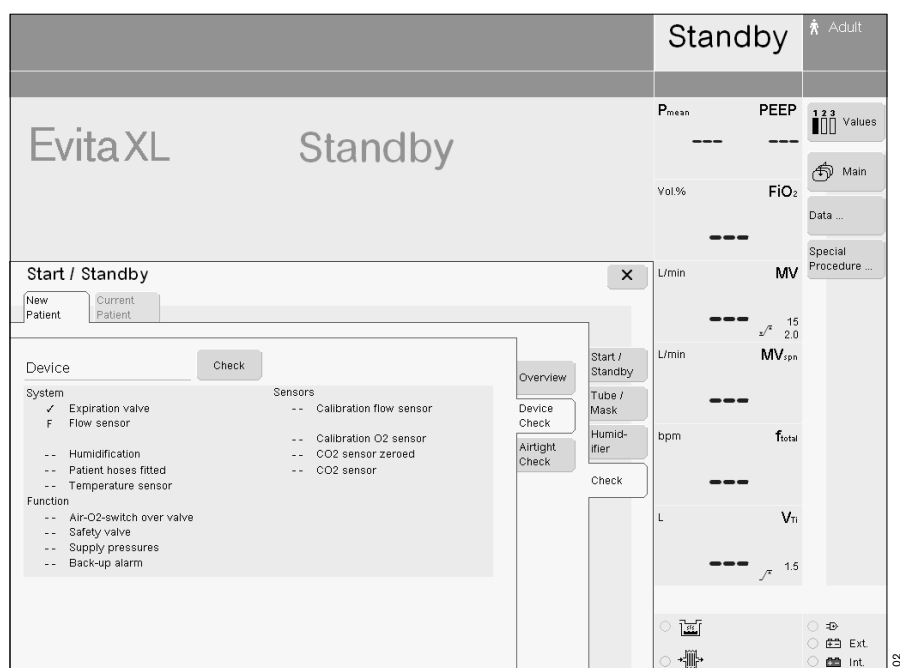 Standby
Adult
Evita XL Standby
Pmean PEEP
--- ---
1 2 3
Values
Main
Vol.% FiO2
---
Data ...
Special
Procedure ...
Start / Standby X
L/min MV
---
15
2.0
New
Patient
Current
Patient
Device
Check
System
✓ Expiration valve
F Flow sensor
-- Humidification
-- Patient hoses fitted
-- Temperature sensor
Function
-- Air-O2-switch over valve
-- Safety valve
-- Supply pressures
-- Back-up alarm
Sensors
-- Calibration flow sensor
-- Calibration O2 sensor
-- CO2 sensor zeroed
-- CO2 sensor
Overview
Device
Check
Airtight
Check
Start /
Standby
Tube /
Mask
Humid-
ifier
Check
L/min MVspn
---
bpm ftotal
---
L VTi
---
1.5
Ext.
Int.
02